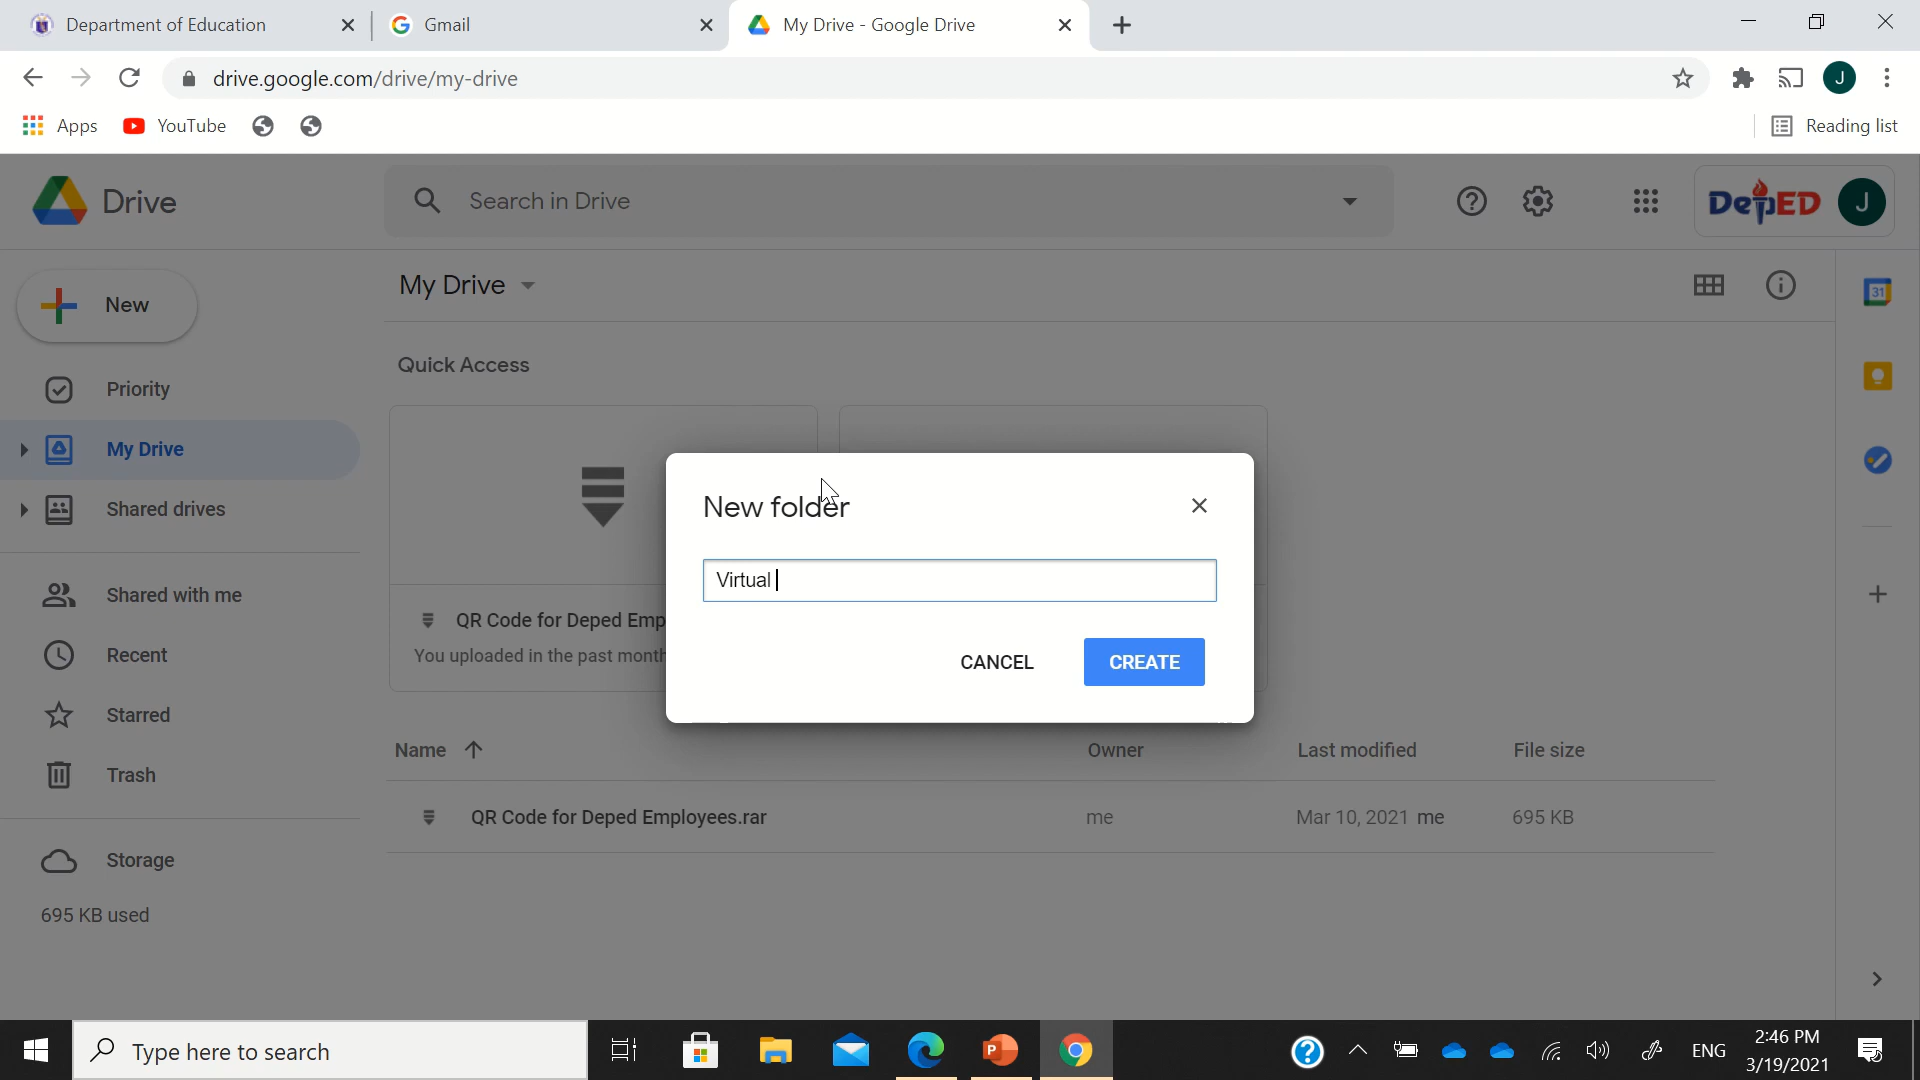 Department of Education
Gmail
My Drive - Google Drive
drive.google.com/drive/my-drive
J
Apps
YouTube
Reading list
Drive
Search in Drive
DepED
J
New
My Drive
31
Quick Access
Priority
My Drive
Shared drives
New folder
Virtual
Shared with me
QR Code for Deped Emp
CANCEL
CREATE
Recent
You uploaded in the past month
Starred
Name
Owner
Last modified
File size
Trash
QR Code for Deped Employees.rar
me
Mar 10, 2021 me
695 KB
Storage
695 KB used
Type here to search
P
ENG
2:46 PM
3/19/2021